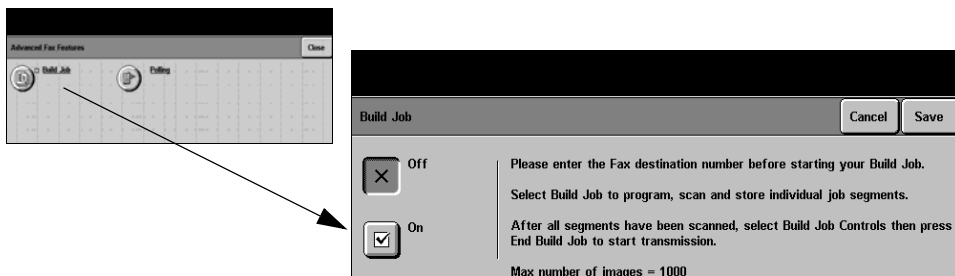 Advanced Fax Features
Close
Build Job
Polling
Build Job
Cancel
Save
Off
Please enter the Fax destination number before starting your Build Job.
Select Build Job to program, scan and store individual job segments.
On
After all segments have been scanned, select Build Job Controls then press
End Build Job to start transmission.
Max number of images = 1000